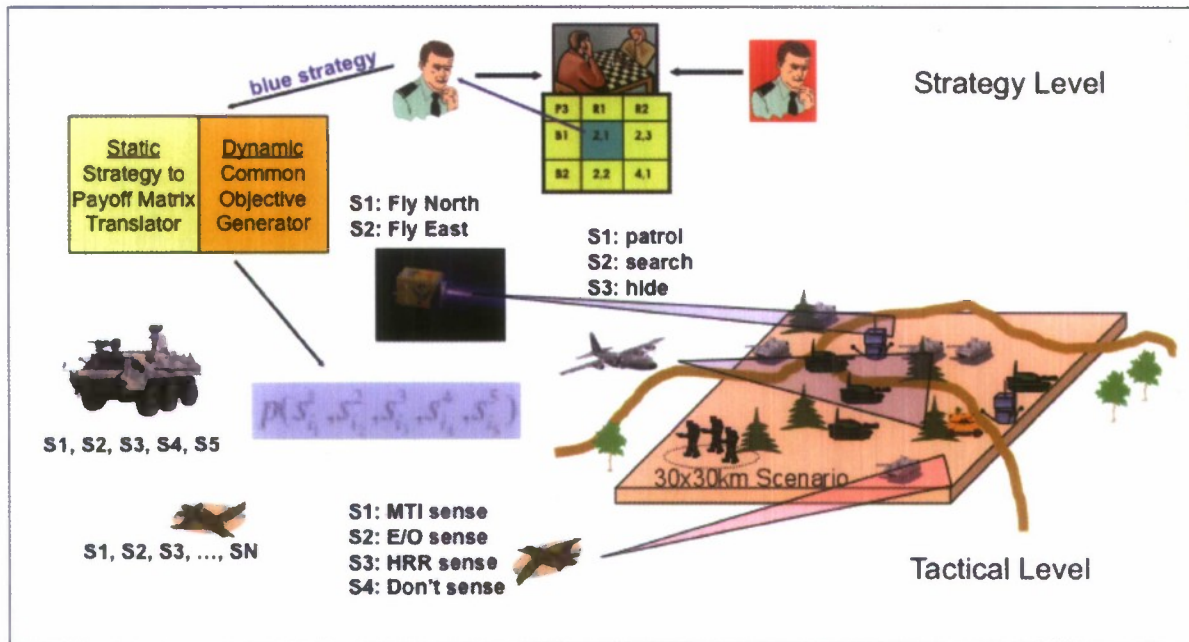 Strategy Level
blue strategy
P3 R1 R2
S1 2,1 2,3
S2 2,2 4,1
Static
Strategy to
Payoff Matrix
Translator
Dynamic
Common
Objective
Generator
S1: Fly North
S2: Fly East
S1: patrol
S2: search
S3: hide
S1, S2, S3, S4, S5
30x30km Scenario
S1: MTI sense
S2: E/O sense
S3: HRR sense
S4: Don't sense
S1, S2, S3, ..., SN
Tactical Level